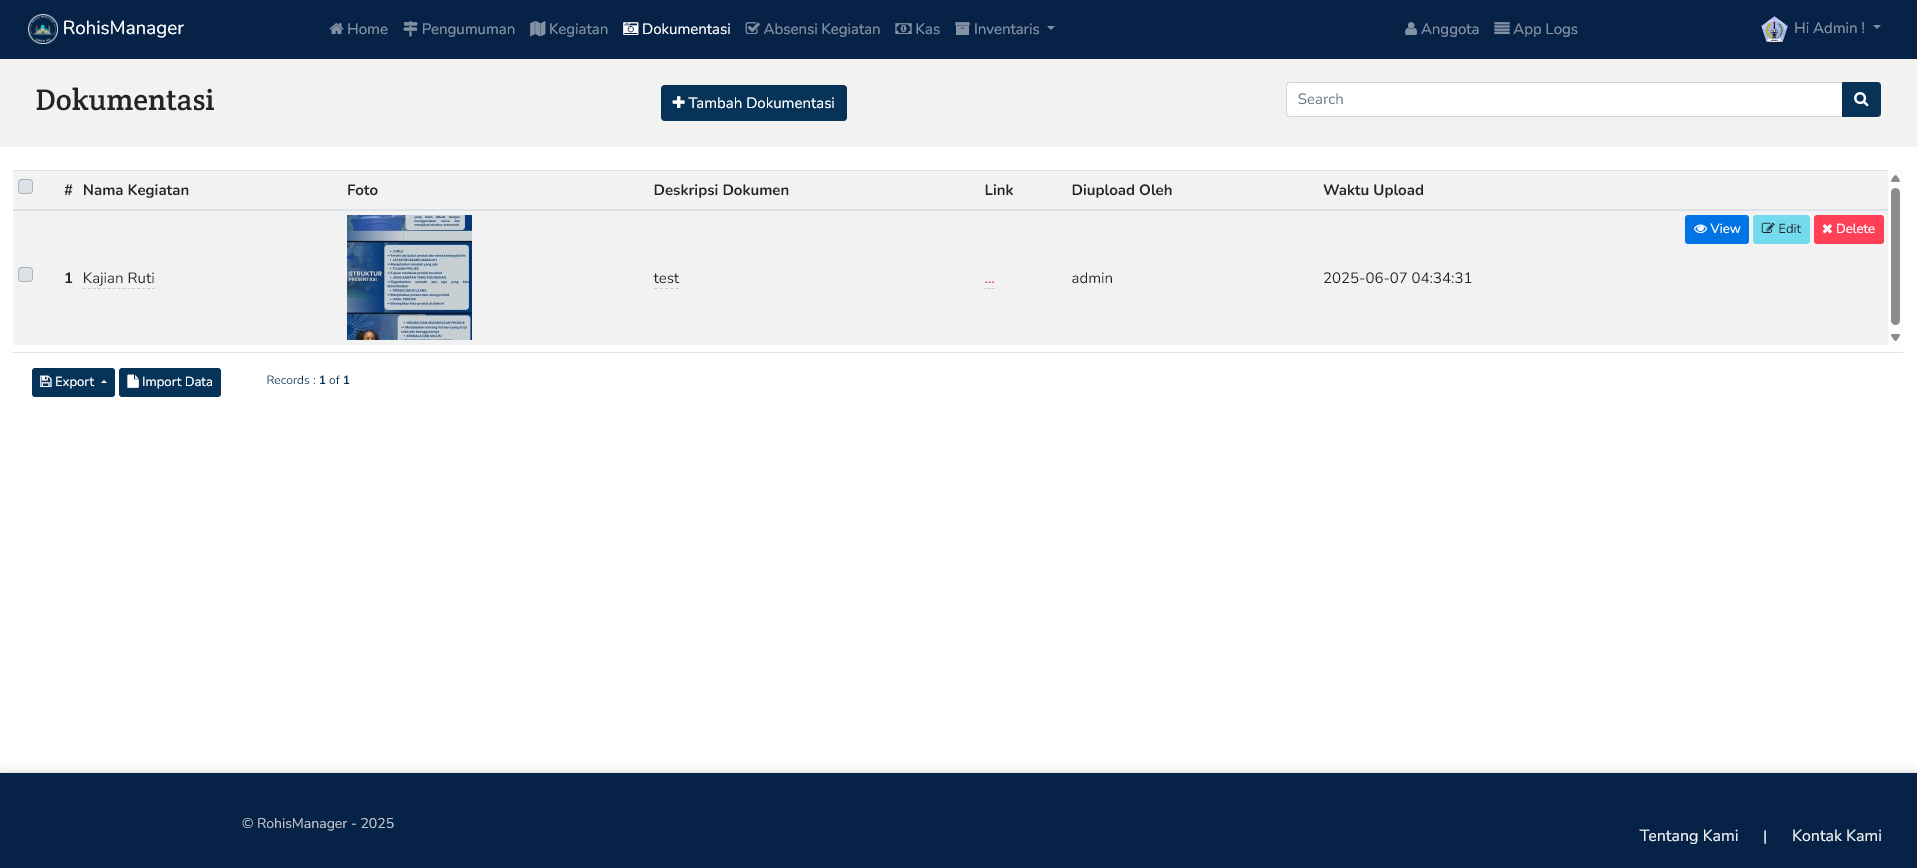 RohisManager Home Pengumuman Kegiatan Dokumentasi Absensi Kegiatan Kas Inventaris Anggota App Logs Hi Admin !
Dokumentasi
Tambah Dokumentasi
Search
# Nama Kegiatan Foto Deskripsi Dokumen Link Diupload Oleh Waktu Upload
View Edit Delete
STRUKTUR
PRESENTASI
1 Kajian Ruti test ... admin 2025-06-07 04:34:31
Export Import Data Records : 1 of 1
© RohisManager - 2025
Tentang Kami | Kontak Kami